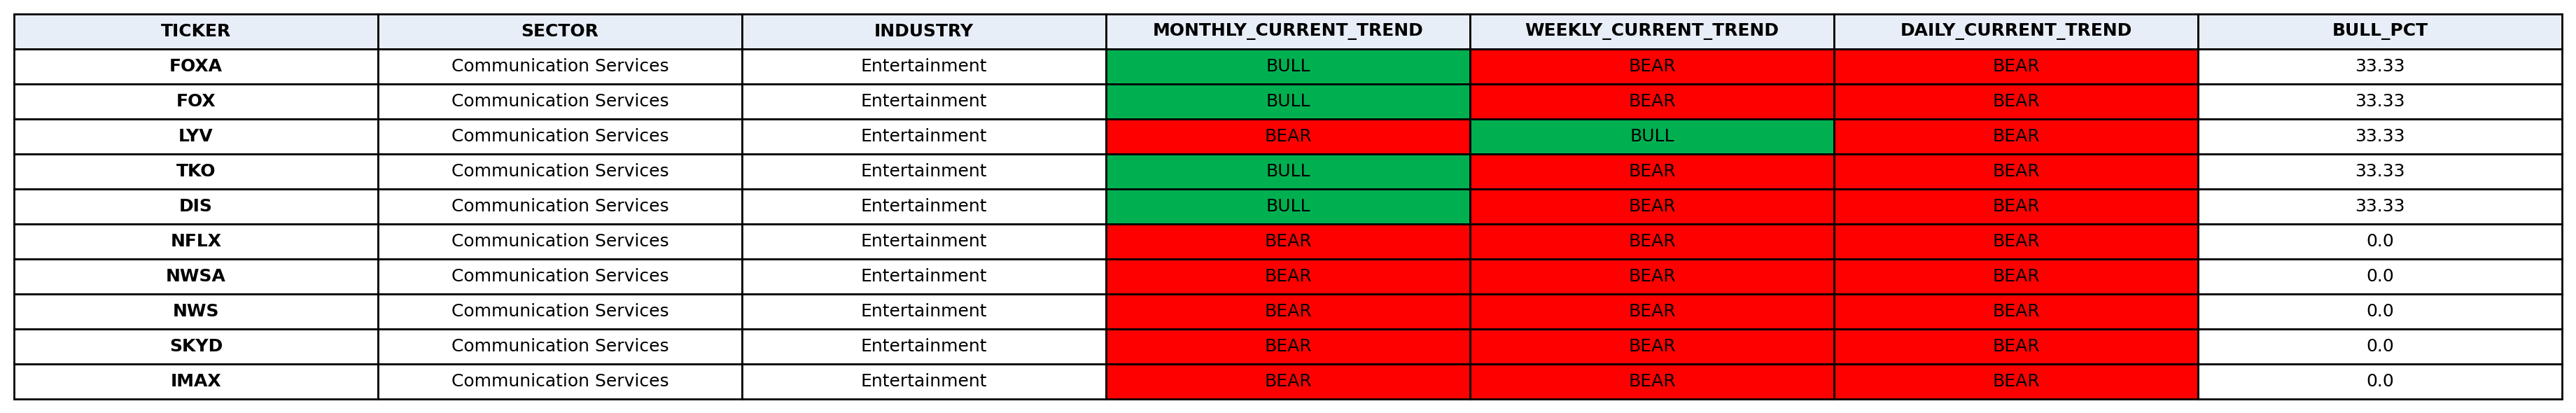 TICKER SECTOR INDUSTRY MONTHLY_CURRENT_TREND WEEKLY_CURRENT_TREND DAILY_CURRENT_TREND BULL_PCT
FOXA Communication Services Entertainment BULL BEAR BEAR 33.33
FOX Communication Services Entertainment BULL BEAR BEAR 33.33
LYV Communication Services Entertainment BEAR BULL BEAR 33.33
TKO Communication Services Entertainment BULL BEAR BEAR 33.33
DIS Communication Services Entertainment BULL BEAR BEAR 33.33
NFLX Communication Services Entertainment BEAR BEAR BEAR 0.0
NWSA Communication Services Entertainment BEAR BEAR BEAR 0.0
NWS Communication Services Entertainment BEAR BEAR BEAR 0.0
SKYD Communication Services Entertainment BEAR BEAR BEAR 0.0
IMAX Communication Services Entertainment BEAR BEAR BEAR 0.0